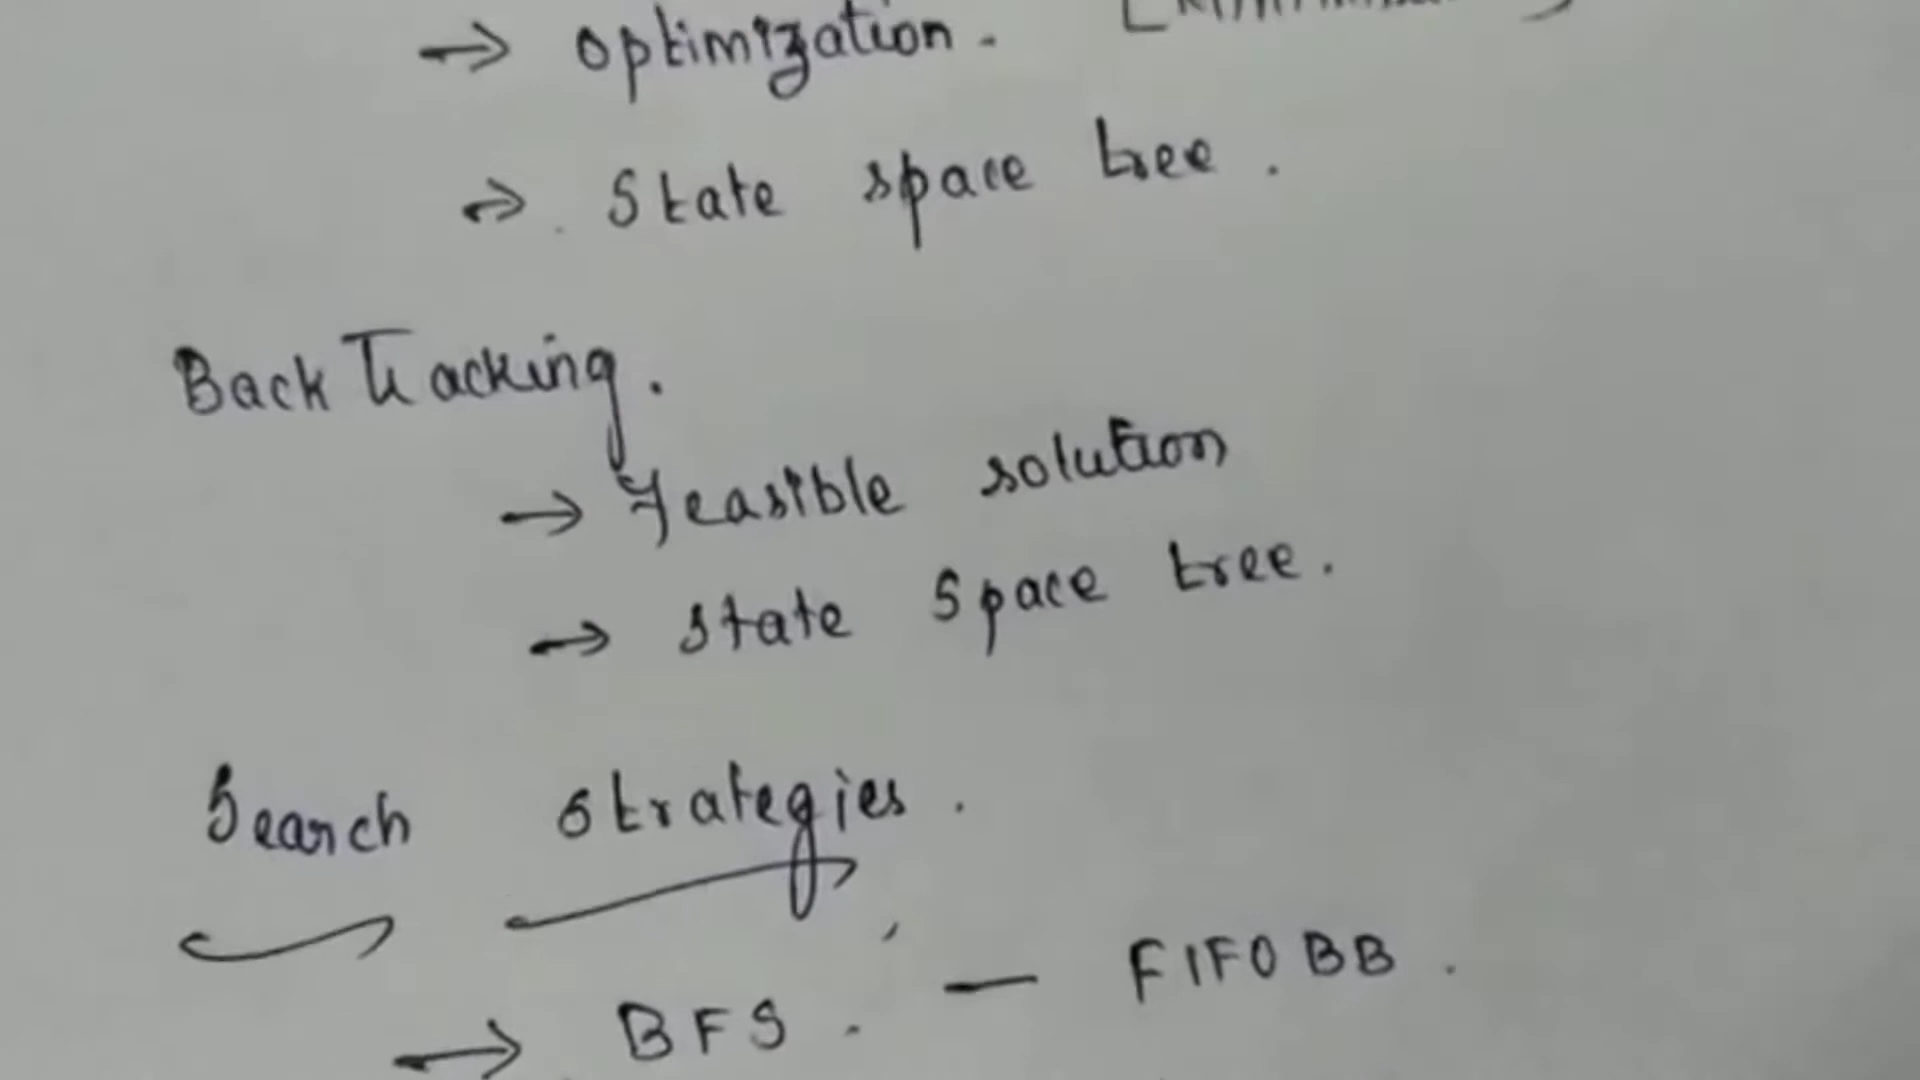 → optimization.
→ State space tree.
Back Tracking.
→ Feasible solution
→ state space tree.
Search strategies.
→ BFS. — FIFO BB.